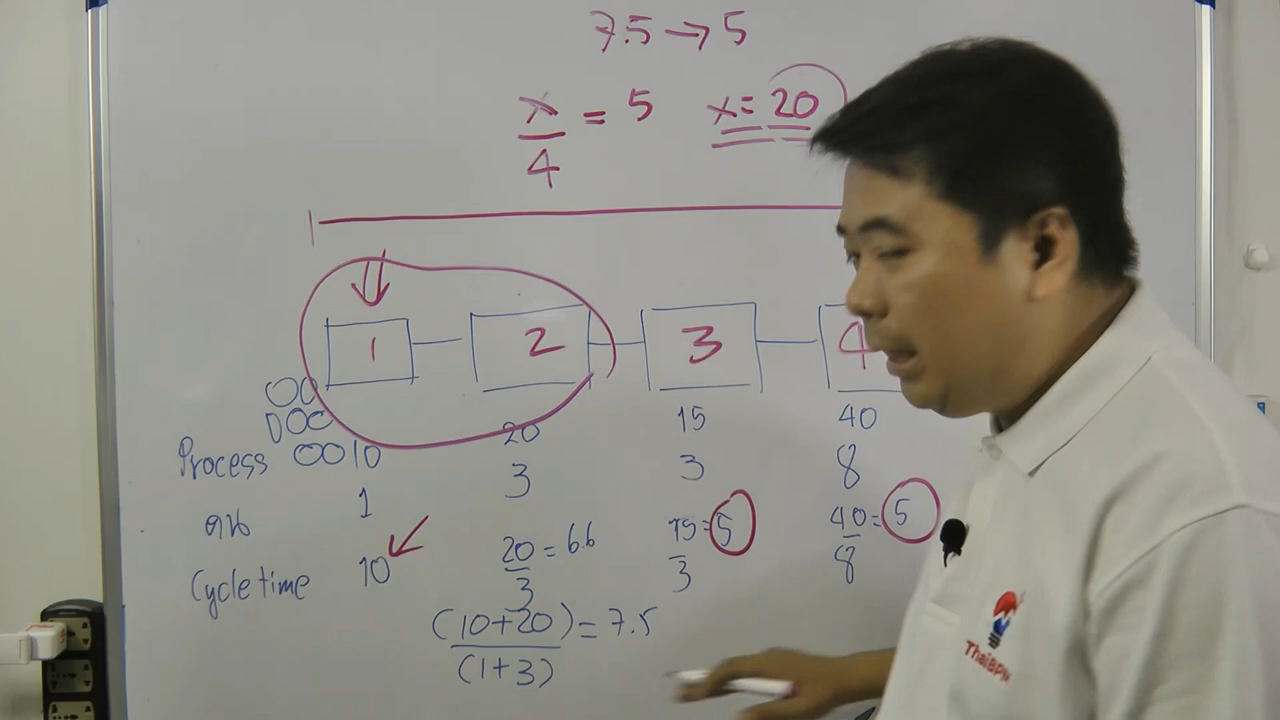 7.5 → 5
x/4 = 5 x = 20
1 2 3 4
Process 10 20 15 40
คน 1 3 3 8
Cycle time 10 20/3 = 6.6 15/3 = 5 40/8 = 5
(10+20)/(1+3) = 7.5